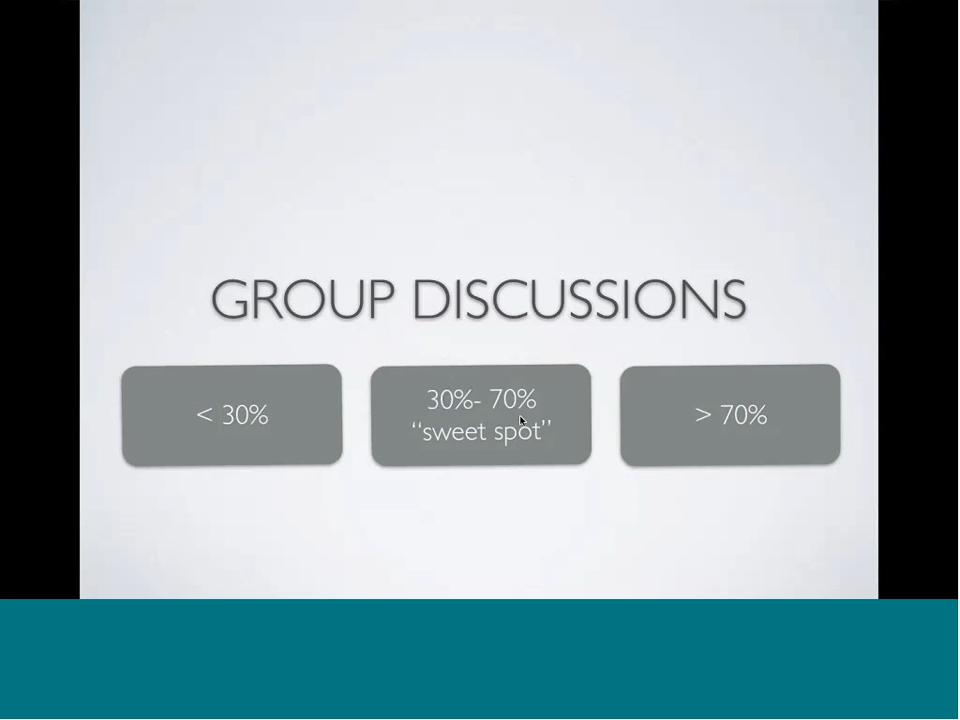 GROUP DISCUSSIONS
< 30%
30%- 70%
“sweet spot”
> 70%